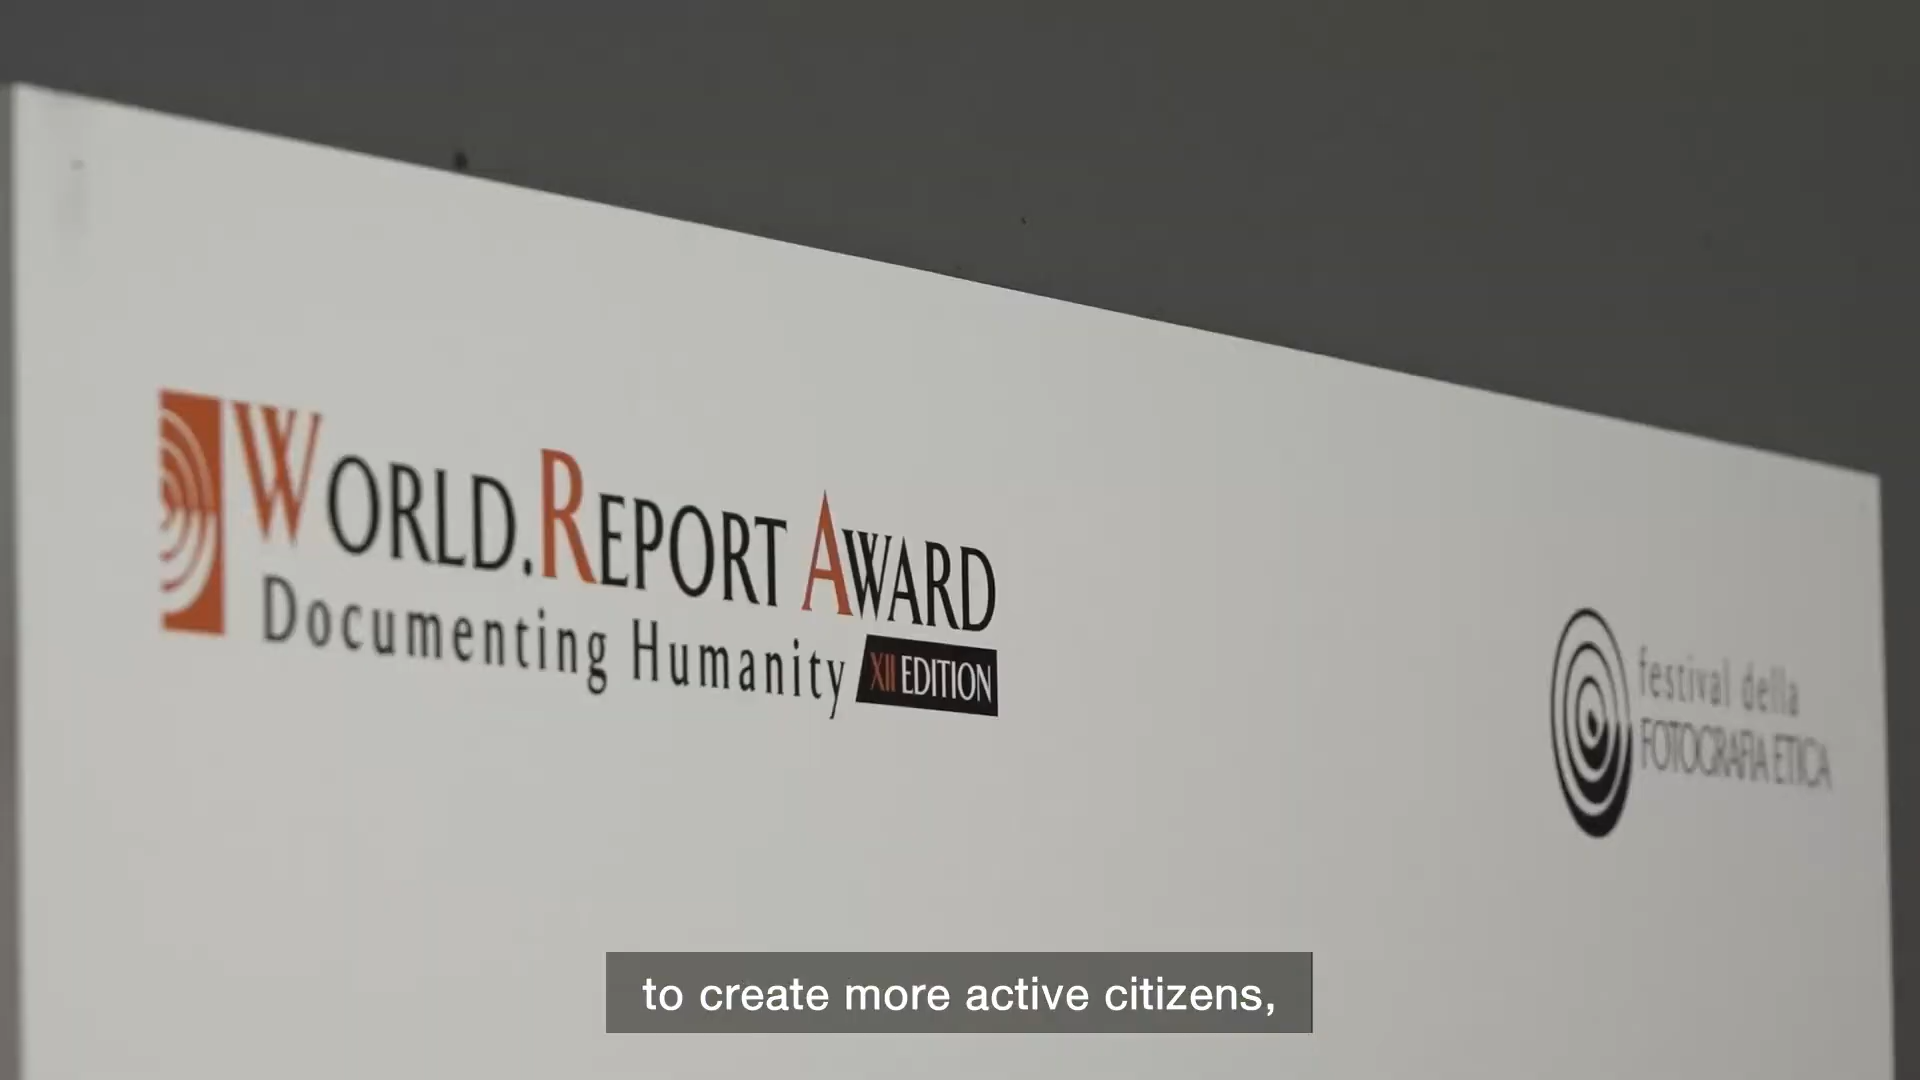 WORLD.REPORT AWARD
Documenting Humanity
XII EDITION
festival della
FOTOGRAFIA ETICA
to create more active citizens,